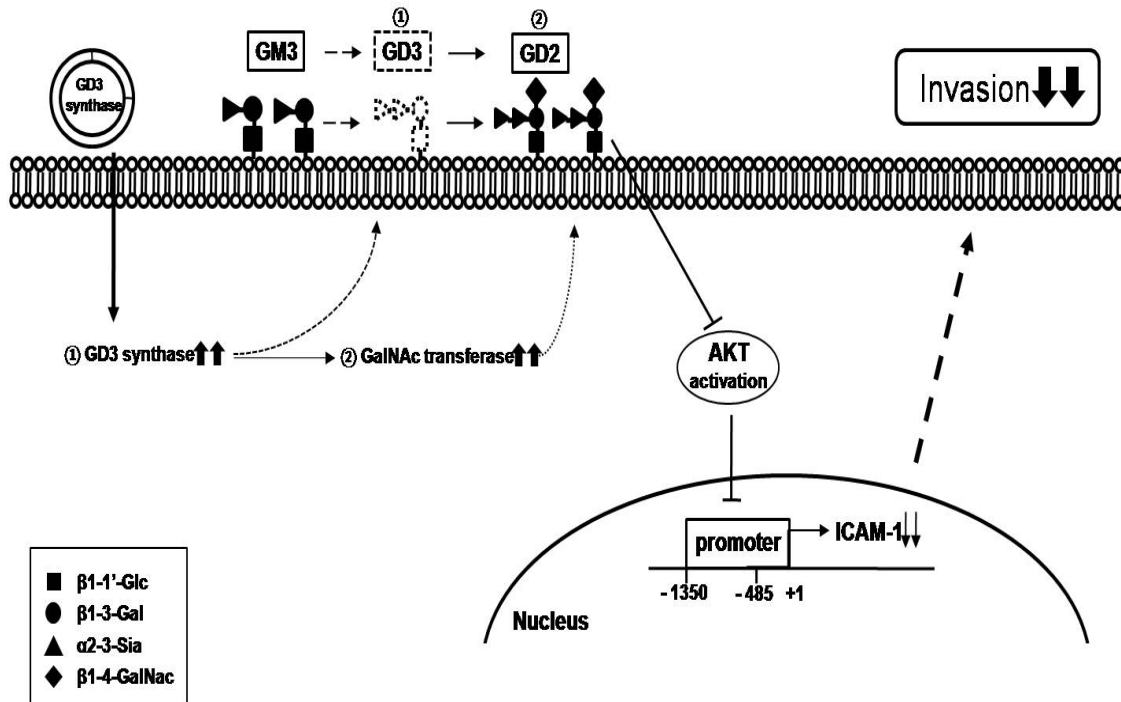 ① ②
GM3 GD3 GD2
GD3
synthase
Invasion
① GD3 synthase ② GalNAc transferase
AKT
activation
promoter ICAM-1
-1350 -485 +1
Nucleus
β1-1'-Glc
β1-3-Gal
α2-3-Sia
β1-4-GalNac